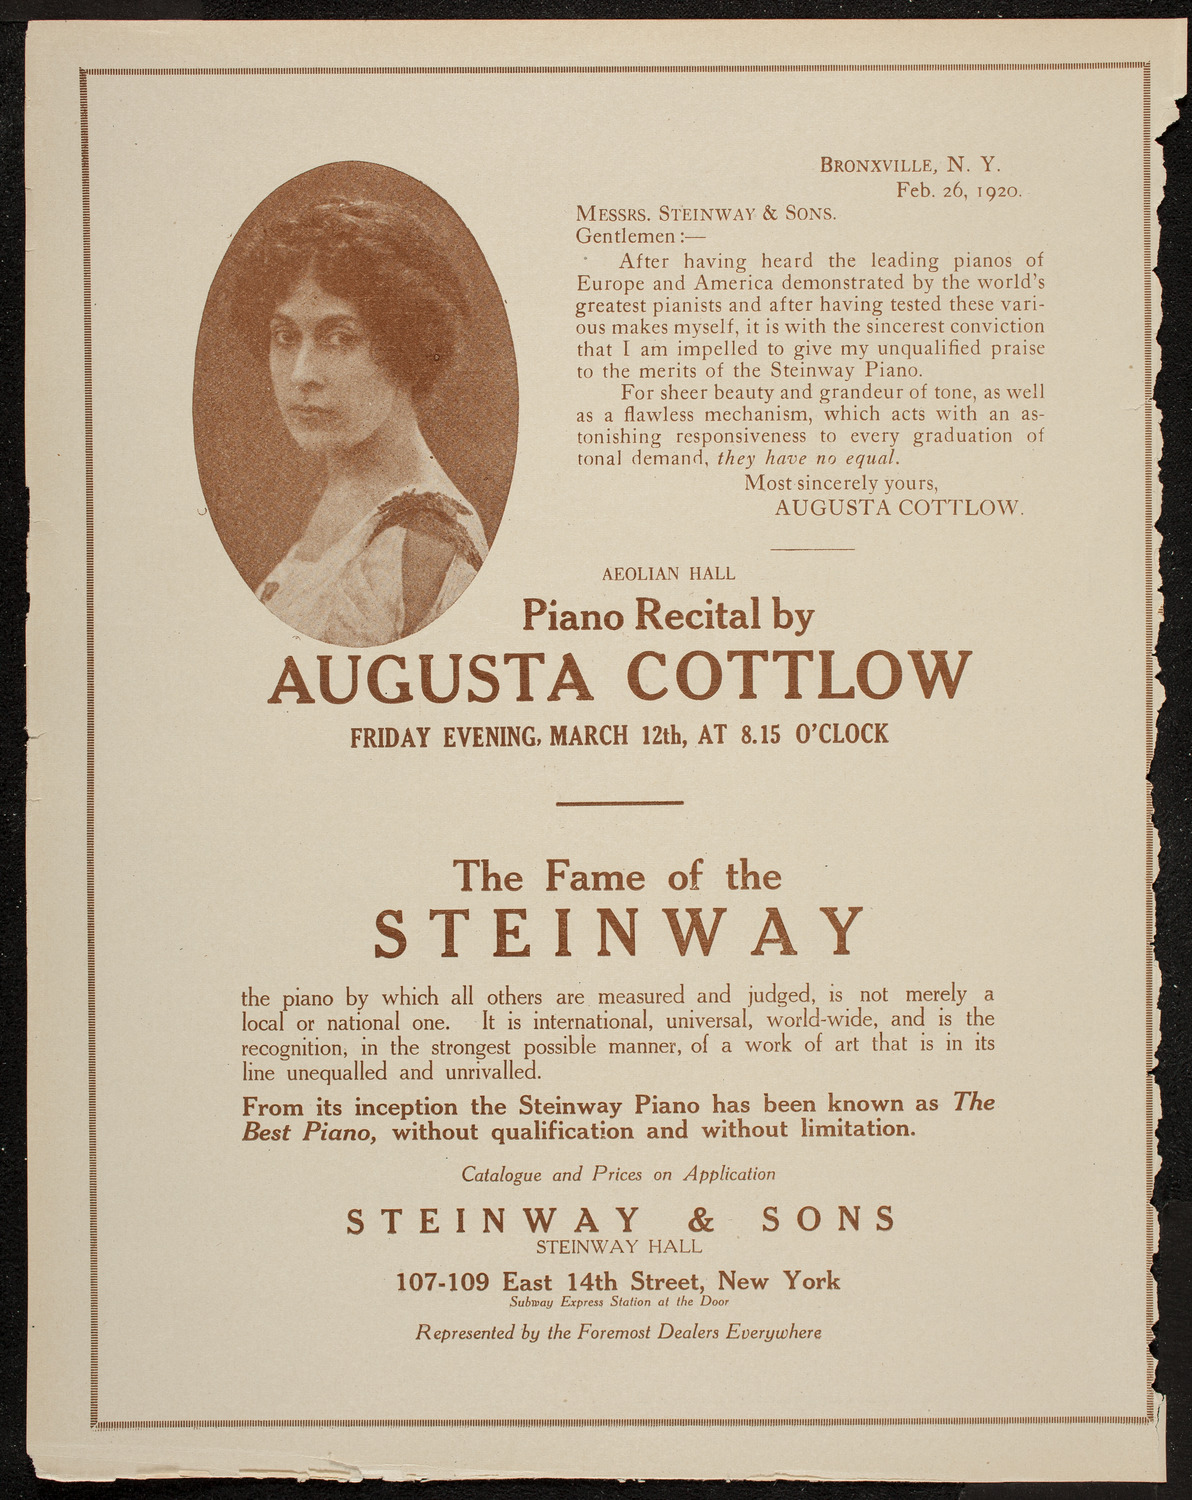 BRONXVILLE, N. Y.
Feb. 26, 1920.
MESSRS. STEINWAY & SONS.
Gentlemen:—
After having heard the leading pianos of
Europe and America demonstrated by the world's
greatest pianists and after having tested these vari-
ous makes myself, it is with the sincerest conviction
that I am impelled to give my unqualified praise
to the merits of the Steinway Piano.
For sheer beauty and grandeur of tone, as well
as a flawless mechanism, which acts with an as-
tonishing responsiveness to every graduation of
tonal demand, they have no equal.
Most sincerely yours,
AUGUSTA COTTLOW.
AEOLIAN HALL
Piano Recital by
AUGUSTA COTTLOW
FRIDAY EVENING, MARCH 12th, AT 8.15 O'CLOCK
The Fame of the
STEINWAY
the piano by which all others are measured and judged, is not merely a
local or national one. It is international, universal, world-wide, and is the
recognition, in the strongest possible manner, of a work of art that is in its
line unequalled and unrivalled.
From its inception the Steinway Piano has been known as The
Best Piano, without qualification and without limitation.
Catalogue and Prices on Application
STEINWAY & SONS
STEINWAY HALL
107-109 East 14th Street, New York
Subway Express Station at the Door
Represented by the Foremost Dealers Everywhere